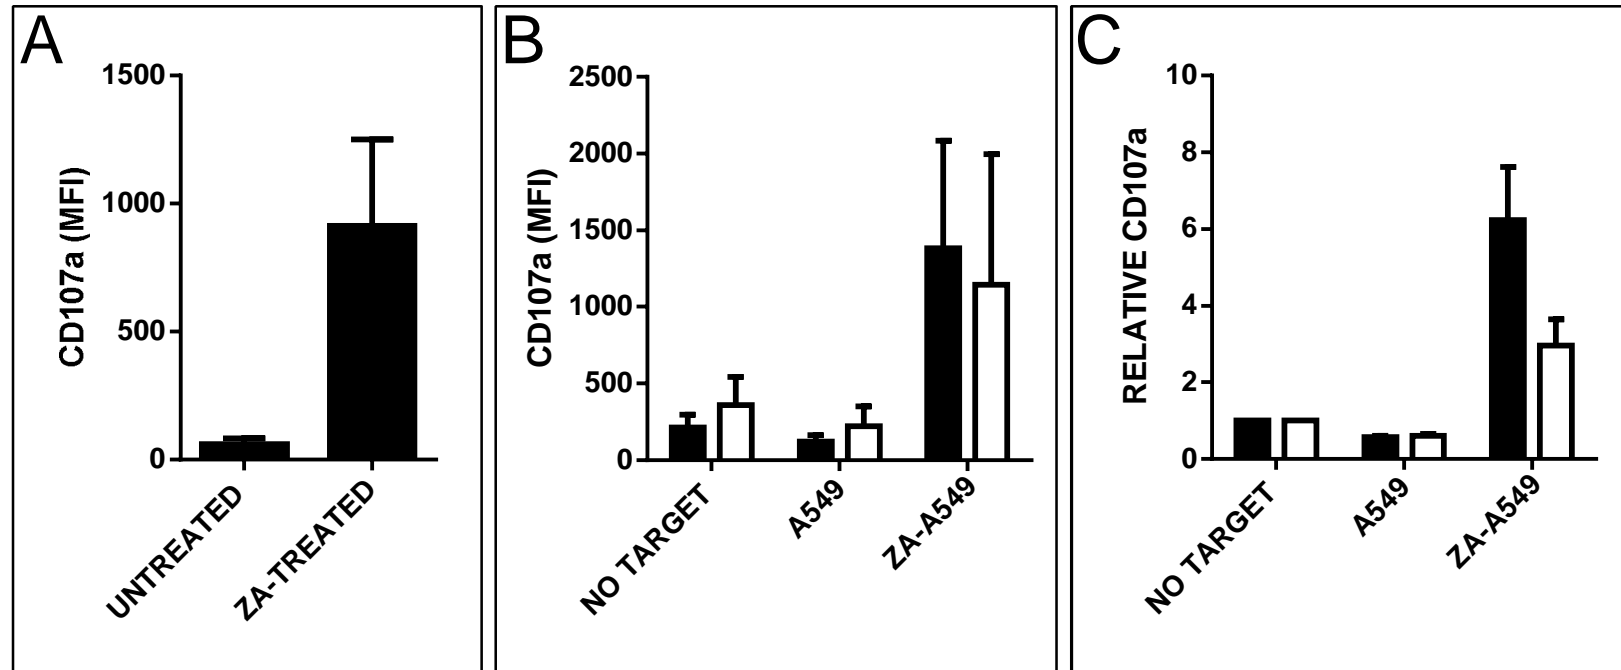 A
CD107a (MFI)
1500
1000
500
0
UNTREATED
ZA-TREATED
B
CD107a (MFI)
2500
2000
1500
1000
500
0
NO TARGET
A549
ZA-A549
C
RELATIVE CD107a
10
8
6
4
2
0
NO TARGET
A549
ZA-A549